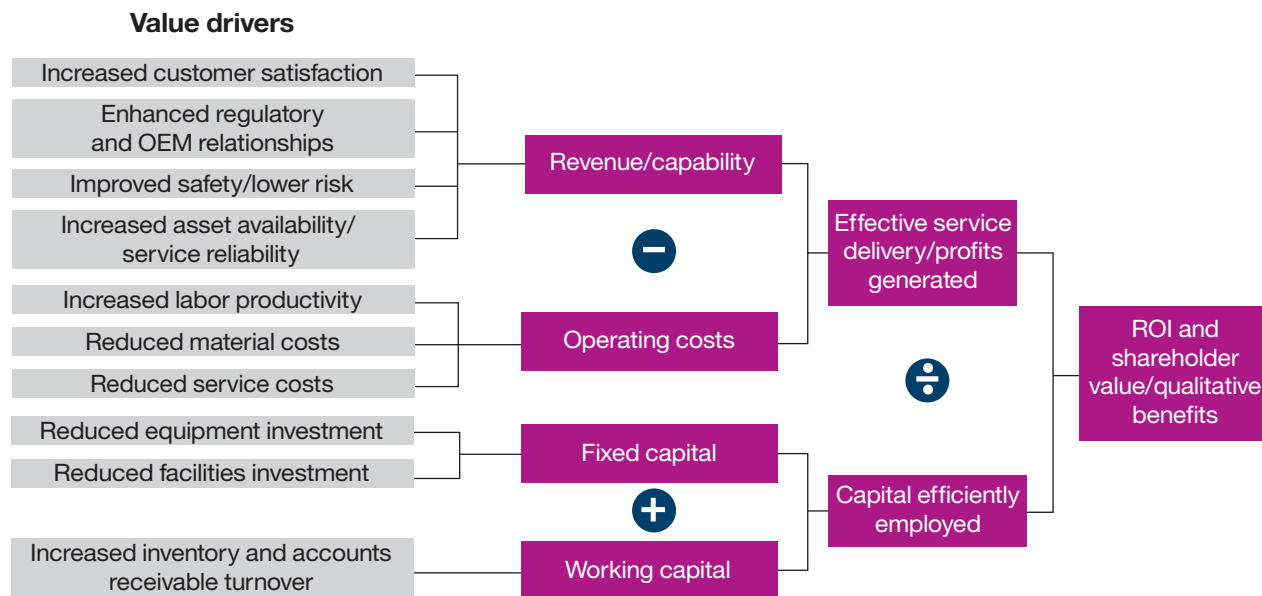 Value drivers
Increased customer satisfaction
Enhanced regulatory
and OEM relationships
Improved safety/lower risk
Increased asset availability/
service reliability
Increased labor productivity
Reduced material costs
Reduced service costs
Reduced equipment investment
Reduced facilities investment
Increased inventory and accounts
receivable turnover
Revenue/capability
−
Operating costs
Fixed capital
+
Working capital
Effective service
delivery/profits
generated
÷
Capital efficiently
employed
ROI and
shareholder
value/qualitative
benefits